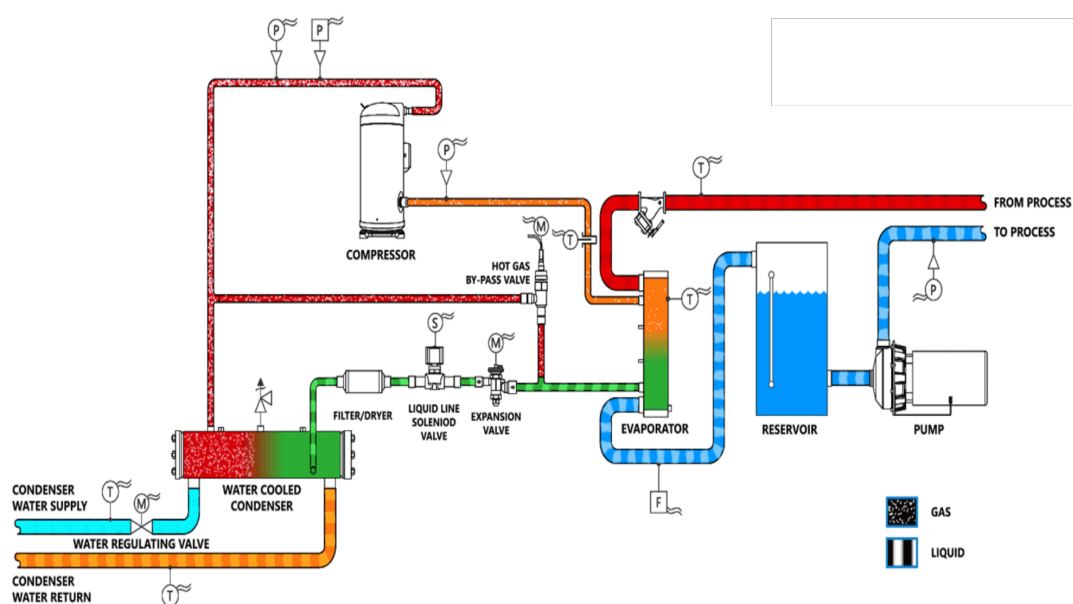 P
P
P
T
FROM PROCESS
TO PROCESS
COMPRESSOR
M
T
HOT GAS
BY-PASS VALVE
P
T
S
M
FILTER/DRYER
LIQUID LINE
SOLENIOD
VALVE
EXPANSION
VALVE
EVAPORATOR
RESERVOIR
PUMP
WATER COOLED
CONDENSER
CONDENSER
WATER SUPPLY
T
M
F
WATER REGULATING VALVE
GAS
LIQUID
CONDENSER
WATER RETURN
T